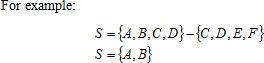 For example:
S = {A, B, C, D} − {C, D, E, F}
S = {A, B}